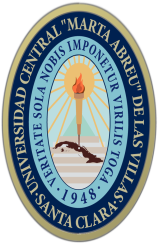 UNIVERSIDAD CENTRAL "MARTA ABREU" DE LAS VILLAS
·SANTA CLARA·
VERITATE SOLA NOBIS IMPONETUR VIRILIS TOGA
·1948·